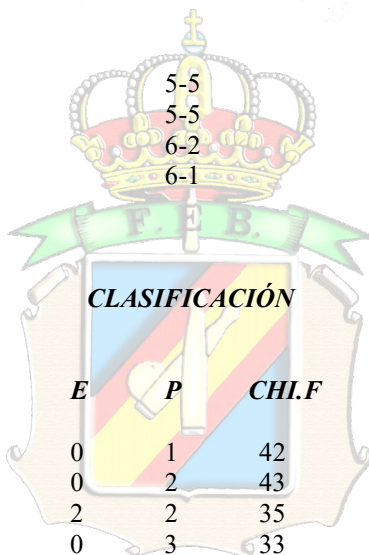 5-5
5-5
6-2
6-1
F. E. B.
CLASIFICACIÓN
E P CHI.F
0 1 42
0 2 43
2 2 35
0 3 33